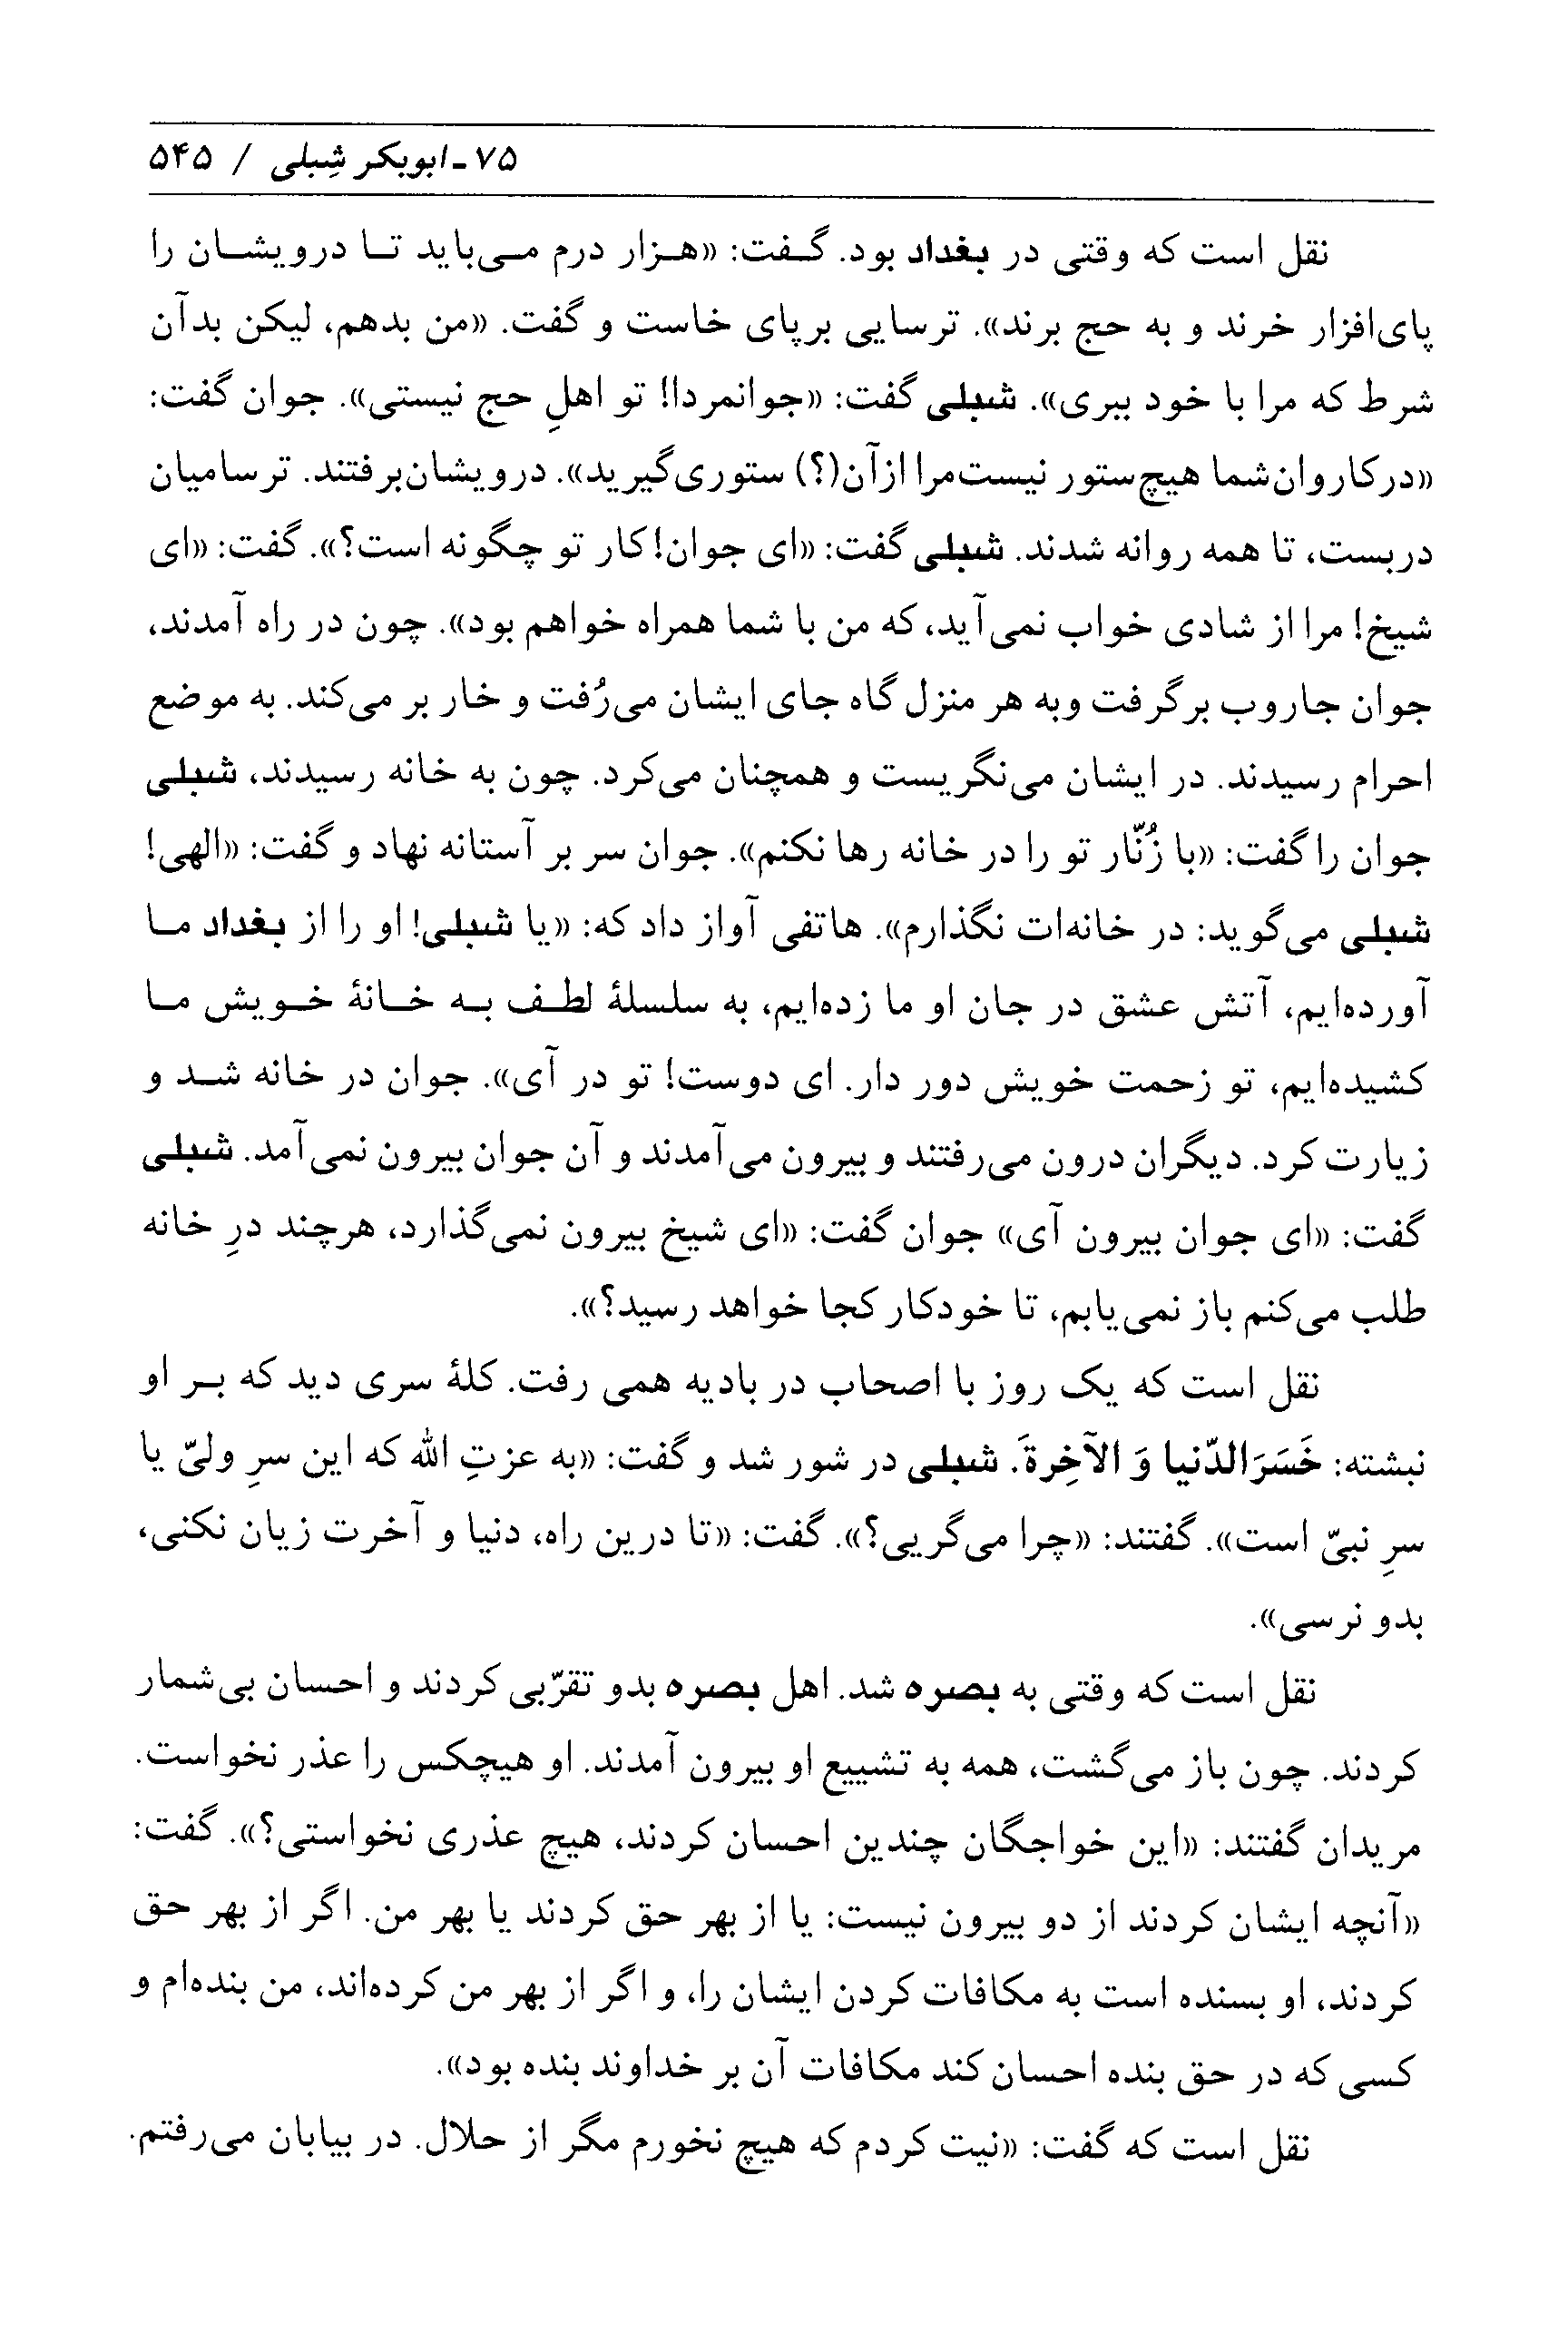 ۷۵ـ ابوبکر شِبلی / ۵۴۵
نقل است که وقتی در بغداد بود. گفت: «هزار درم می‌باید تا درویشان را
پای‌افزار خرند و به حج برند». ترسایی برپای خاست و گفت. «من بدهم، لیکن بدآن
شرط که مرا با خود ببری». شبلی گفت: «جوانمردا! تو اهلِ حج نیستی». جوان گفت:
«درکاروان‌شما هیچ‌ستور نیست‌مرا ازآن(؟) ستوری‌گیرید». درویشان‌برفتند. ترسامیان
دربست، تا همه روانه شدند. شبلی گفت: «ای جوان! کار تو چگونه است؟». گفت: «ای
شیخ! مرا از شادی خواب نمی‌آید، که من با شما همراه خواهم بود». چون در راه آمدند،
جوان جاروب برگرفت وبه هر منزل گاه جای ایشان می‌رُفت و خار بر می‌کند. به موضع
احرام رسیدند. در ایشان می‌نگریست و همچنان می‌کرد. چون به خانه رسیدند، شبلی
جوان را گفت: «با زُنّار تو را در خانه رها نکنم». جوان سر بر آستانه نهاد و گفت: «الهی!
شبلی می‌گوید: در خانه‌ات نگذارم». هاتفی آواز داد که: «یا شبلی! او را از بغداد ما
آورده‌ایم، آتش عشق در جان او ما زده‌ایم، به سلسلهٔ لطف به خانهٔ خویش ما
کشیده‌ایم، تو زحمت خویش دور دار. ای دوست! تو در آی». جوان در خانه شد و
زیارت کرد. دیگران درون می‌رفتند و بیرون می‌آمدند و آن جوان بیرون نمی‌آمد. شبلی
گفت: «ای جوان بیرون آی» جوان گفت: «ای شیخ بیرون نمی‌گذارد، هرچند درِ خانه
طلب می‌کنم باز نمی‌یابم، تا خودکار کجا خواهد رسید؟».
نقل است که یک روز با اصحاب در بادیه همی رفت. کلهٔ سری دید که بر او
نبشته: خَسَرَالدّنیا وَ الآخِرةَ. شبلی در شور شد و گفت: «به عزتِ الله که این سرِ ولیّ یا
سرِ نبیّ است». گفتند: «چرا می‌گریی؟». گفت: «تا درین راه، دنیا و آخرت زیان نکنی،
بدو نرسی».
نقل است که وقتی به بصره شد. اهل بصره بدو تقرّبی کردند و احسان بی‌شمار
کردند. چون باز می‌گشت، همه به تشییع او بیرون آمدند. او هیچکس را عذر نخواست.
مریدان گفتند: «این خواجگان چندین احسان کردند، هیچ عذری نخواستی؟». گفت:
«آنچه ایشان کردند از دو بیرون نیست: یا از بهر حق کردند یا بهر من. اگر از بهر حق
کردند، او بسنده است به مکافات کردن ایشان را، و اگر از بهر من کرده‌اند، من بنده‌ام و
کسی که در حق بنده احسان کند مکافات آن بر خداوند بنده بود».
نقل است که گفت: «نیت کردم که هیچ نخورم مگر از حلال. در بیابان می‌رفتم.